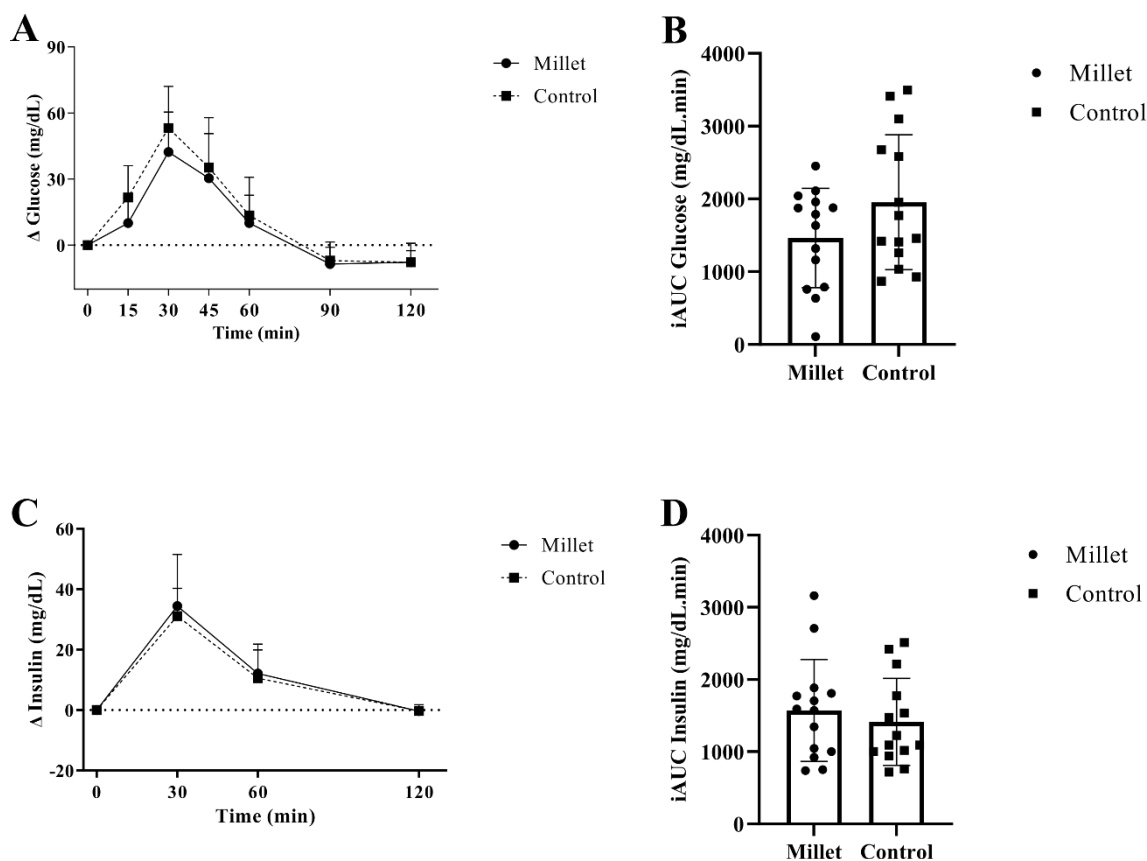 A
Δ Glucose (mg/dL)
90
60
30
0
0 15 30 45 60 90 120
Time (min)
Millet
Control
B
iAUC Glucose (mg/dL.min)
4000
3000
2000
1000
0
Millet Control
Millet
Control
C
Δ Insulin (mg/dL)
60
40
20
0
-20
0 30 60 120
Time (min)
Millet
Control
D
iAUC Insulin (mg/dL.min)
4000
3000
2000
1000
0
Millet Control
Millet
Control